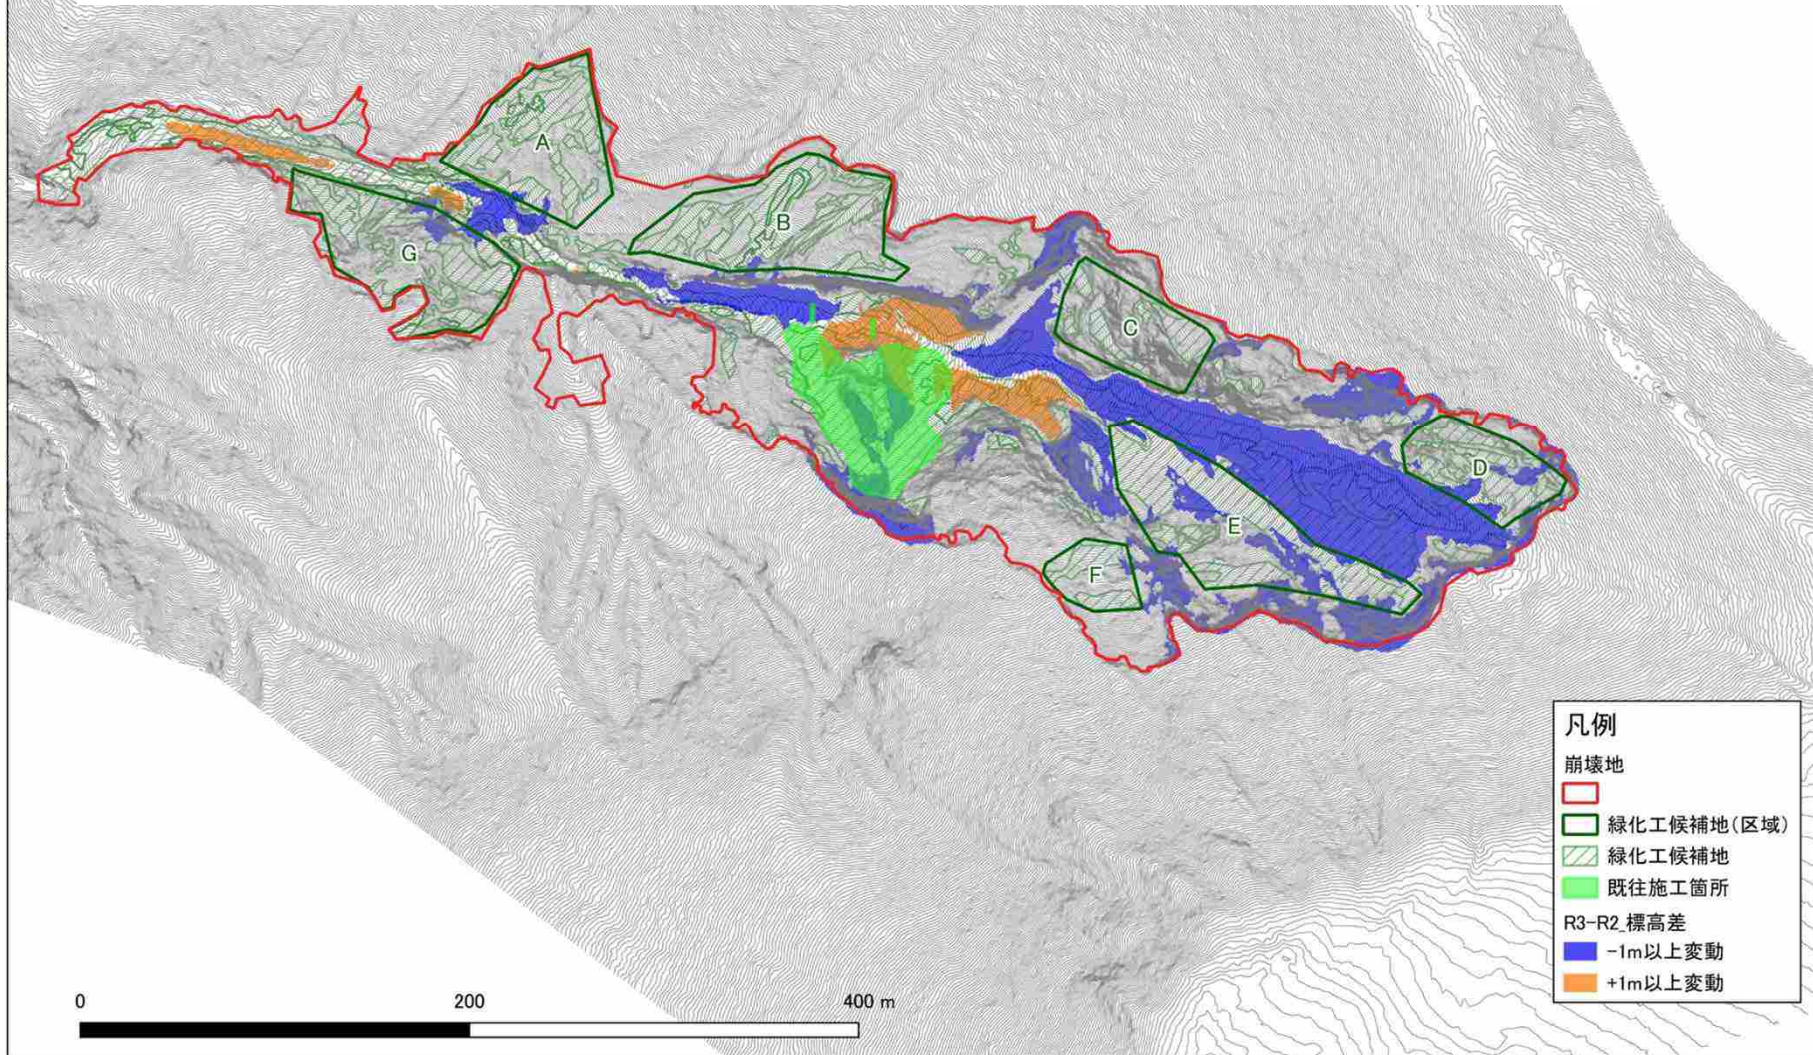 A
B
G
C
D
E
F
凡例
崩壊地
緑化工候補地(区域)
緑化工候補地
既往施工箇所
R3-R2_標高差
-1m以上変動
+1m以上変動
0 200 400 m